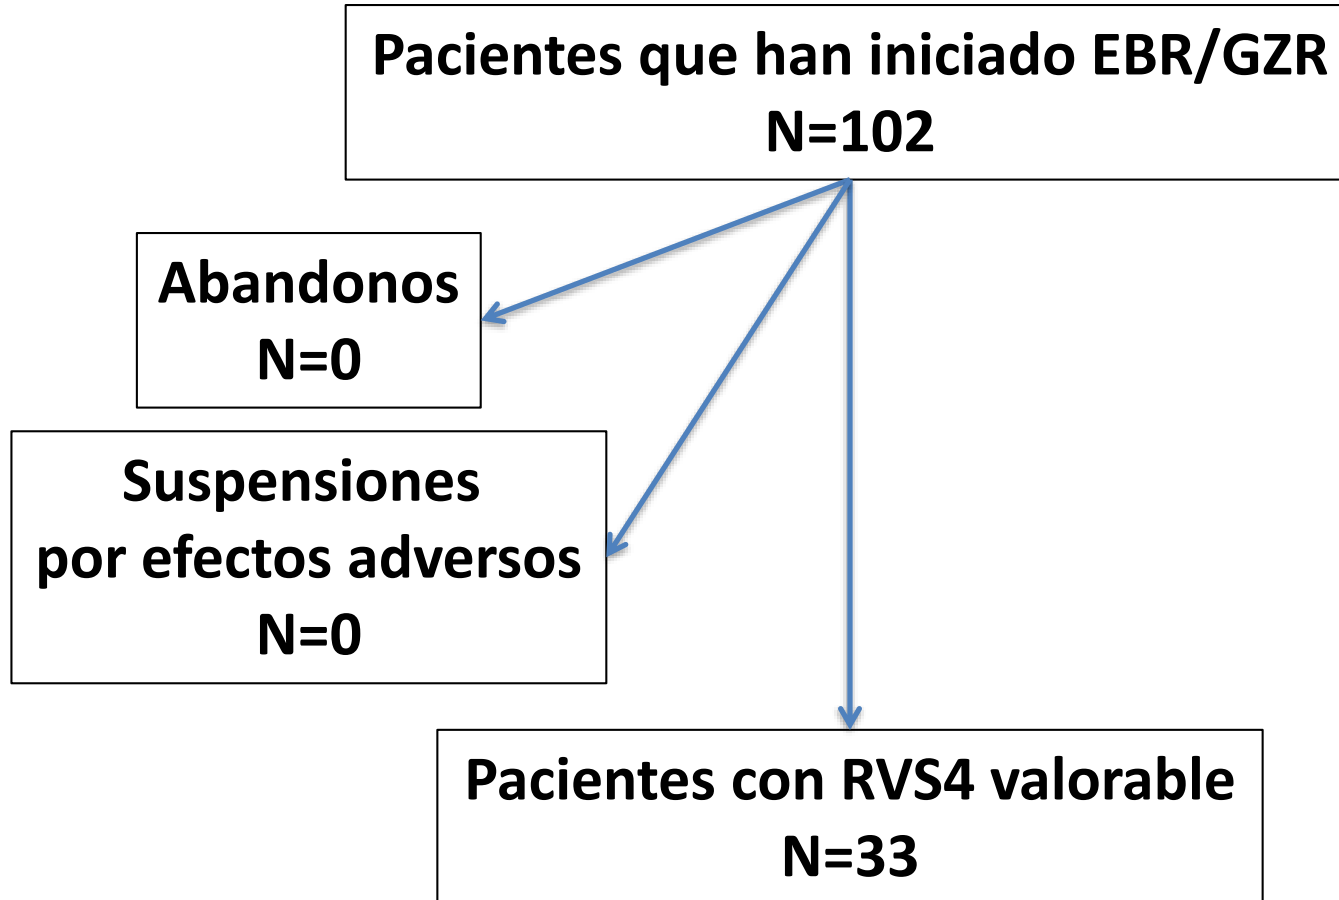 Pacientes que han iniciado EBR/GZR
N=102
Abandonos
N=0
Suspensiones
por efectos adversos
N=0
Pacientes con RVS4 valorable
N=33